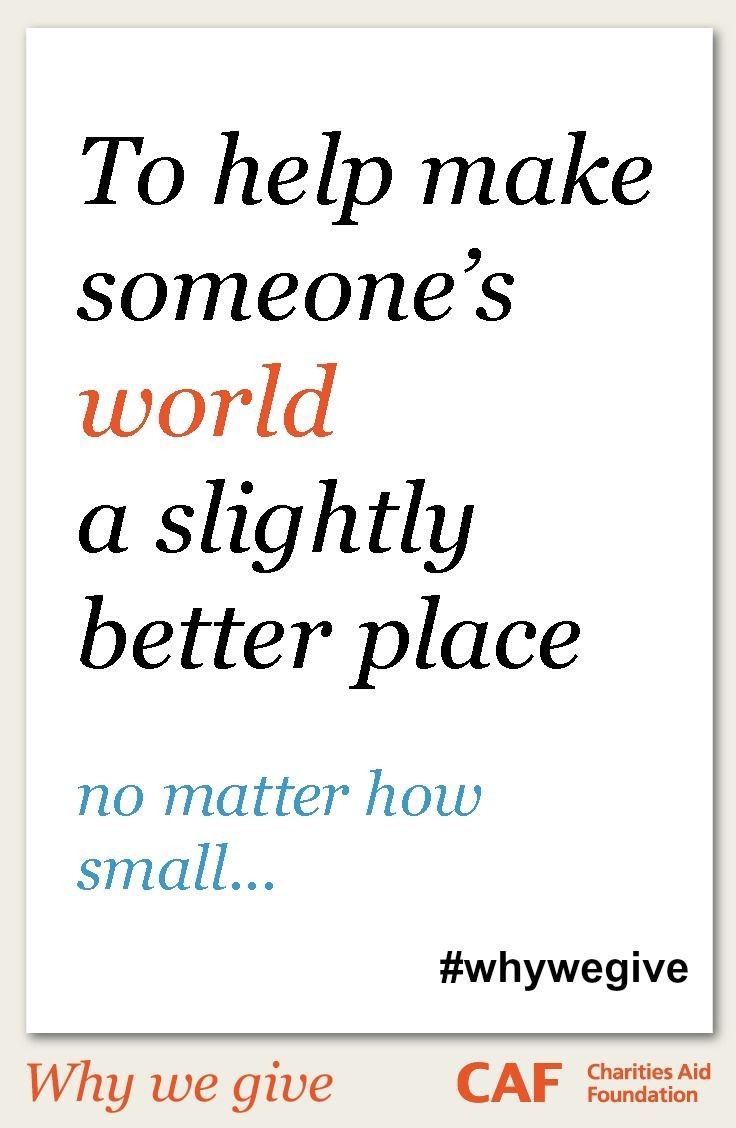 To help make
someone’s
world
a slightly
better place
no matter how
small...
#whywegive
Why we give
CAF
Charities Aid
Foundation